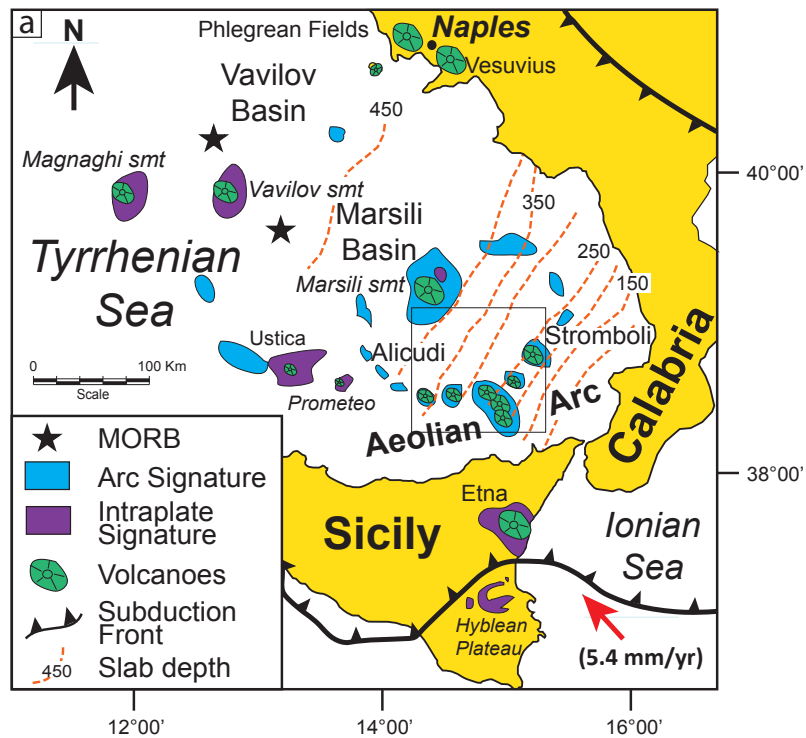 a
N
Phlegrean Fields
Naples
Vesuvius
Vavilov
Basin
450
Magnaghi smt
Vavilov smt
40°00'
350
Marsili
Basin
Tyrrhenian
Sea
250
150
Marsili smt
Stromboli
Calabria
Ustica
Alicudi
0
100 Km
Scale
Prometeo
Arc
Aeolian
38°00'
MORB
Arc Signature
Intraplate
Signature
Volcanoes
Subduction
Front
450
Slab depth
Etna
Sicily
Ionian
Sea
Hyblean
Plateau
(5.4 mm/yr)
12°00'
14°00'
16°00'